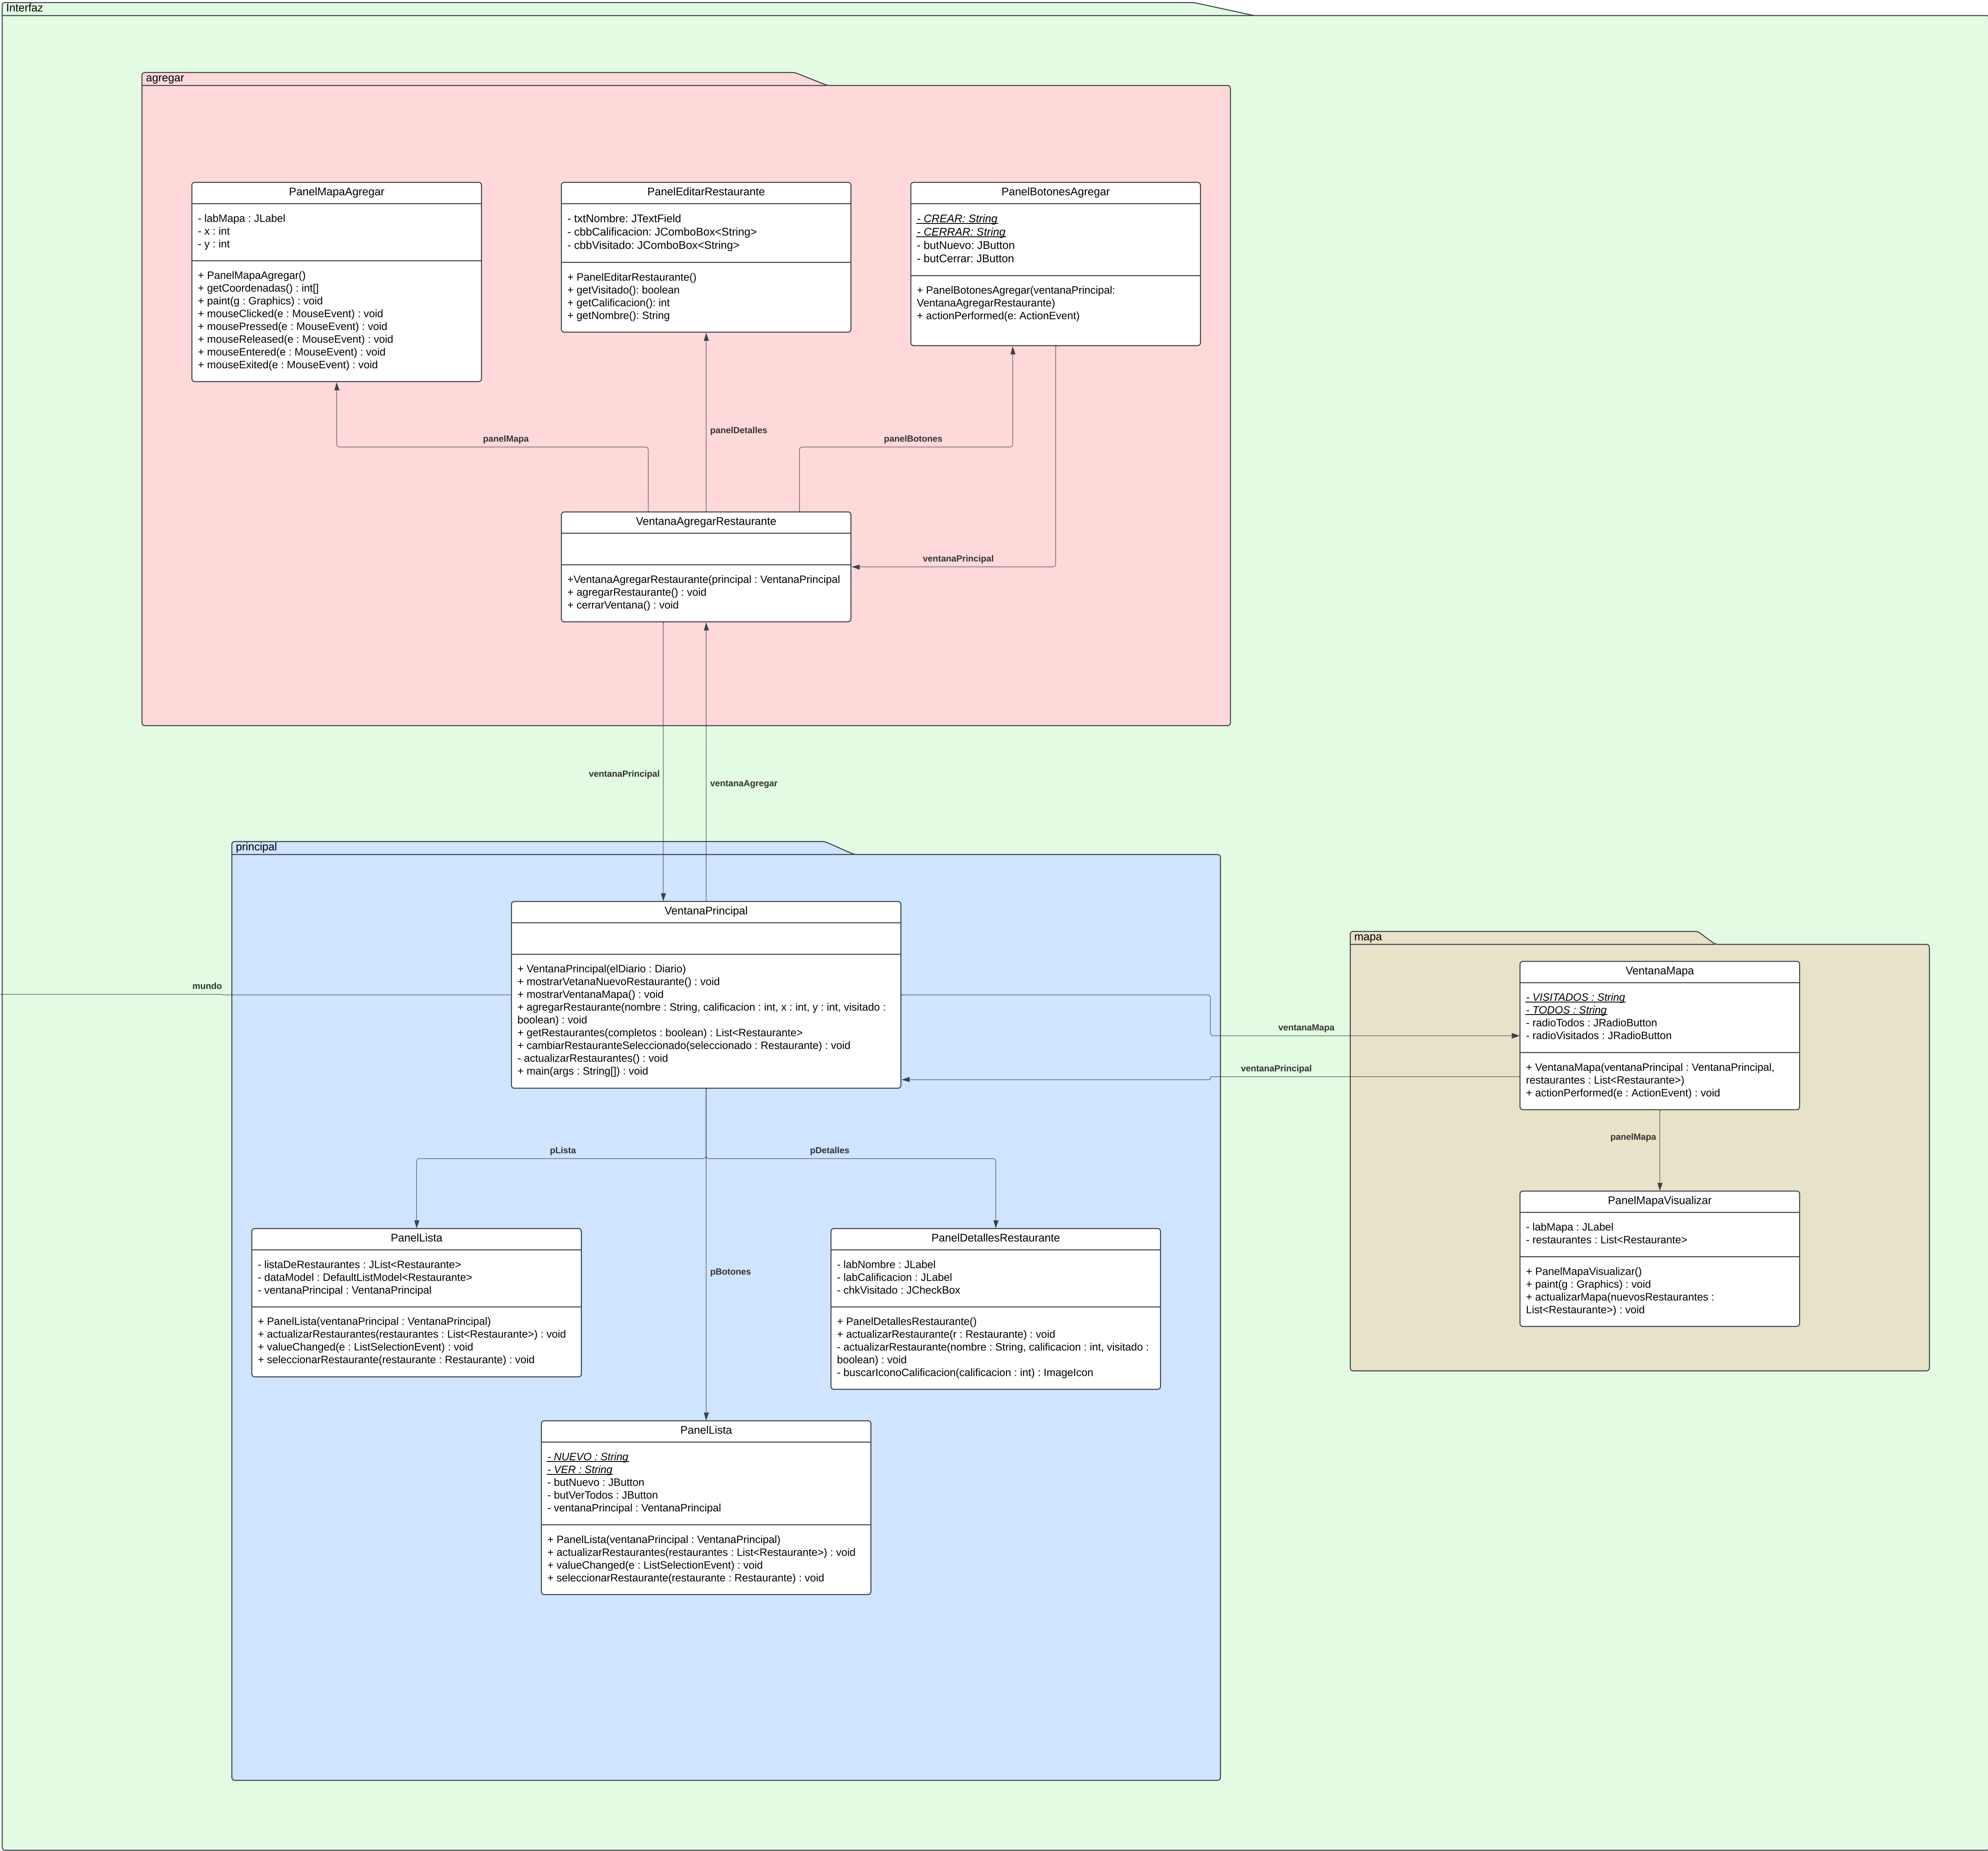 Interfaz
agregar
PanelMapaAgregar
- labMapa : JLabel
- x : int
- y : int
+ PanelMapaAgregar()
+ getCoordenadas() : int[]
+ paint(g : Graphics) : void
+ mouseClicked(e : MouseEvent) : void
+ mousePressed(e : MouseEvent) : void
+ mouseReleased(e : MouseEvent) : void
+ mouseEntered(e : MouseEvent) : void
+ mouseExited(e : MouseEvent) : void
PanelEditarRestaurante
- txtNombre: JTextField
- cbbCalificacion: JComboBox<String>
- cbbVisitado: JComboBox<String>
+ PanelEditarRestaurante()
+ getVisitado(): boolean
+ getCalificacion(): int
+ getNombre(): String
PanelBotonesAgregar
- CREAR: String
- CERRAR: String
- butNuevo: JButton
- butCerrar: JButton
+ PanelBotonesAgregar(ventanaPrincipal:
VentanaAgregarRestaurante)
+ actionPerformed(e: ActionEvent)
panelMapa
panelDetalles
panelBotones
VentanaAgregarRestaurante
+VentanaAgregarRestaurante(principal : VentanaPrincipal
+ agregarRestaurante() : void
+ cerrarVentana() : void
ventanaPrincipal
ventanaPrincipal
ventanaAgregar
principal
VentanaPrincipal
+ VentanaPrincipal(elDiario : Diario)
+ mostrarVetanaNuevoRestaurante() : void
+ mostrarVentanaMapa() : void
+ agregarRestaurante(nombre : String, calificacion : int, x : int, y : int, visitado :
boolean) : void
+ getRestaurantes(completos : boolean) : List<Restaurante>
+ cambiarRestauranteSeleccionado(seleccionado : Restaurante) : void
- actualizarRestaurantes() : void
+ main(args : String[]) : void
mundo
ventanaMapa
ventanaPrincipal
mapa
VentanaMapa
- VISITADOS : String
- TODOS : String
- radioTodos : JRadioButton
- radioVisitados : JRadioButton
+ VentanaMapa(ventanaPrincipal : VentanaPrincipal,
restaurantes : List<Restaurante>)
+ actionPerformed(e : ActionEvent) : void
panelMapa
PanelMapaVisualizar
- labMapa : JLabel
- restaurantes : List<Restaurante>
+ PanelMapaVisualizar()
+ paint(g : Graphics) : void
+ actualizarMapa(nuevosRestaurantes :
List<Restaurante>) : void
pLista
pDetalles
pBotones
PanelLista
- listaDeRestaurantes : JList<Restaurante>
- dataModel : DefaultListModel<Restaurante>
- ventanaPrincipal : VentanaPrincipal
+ PanelLista(ventanaPrincipal : VentanaPrincipal)
+ actualizarRestaurantes(restaurantes : List<Restaurante>) : void
+ valueChanged(e : ListSelectionEvent) : void
+ seleccionarRestaurante(restaurante : Restaurante) : void
PanelDetallesRestaurante
- labNombre : JLabel
- labCalificacion : JLabel
- chkVisitado : JCheckBox
+ PanelDetallesRestaurante()
+ actualizarRestaurante(r : Restaurante) : void
- actualizarRestaurante(nombre : String, calificacion : int, visitado :
boolean) : void
- buscarIconoCalificacion(calificacion : int) : ImageIcon
PanelLista
- NUEVO : String
- VER : String
- butNuevo : JButton
- butVerTodos : JButton
- ventanaPrincipal : VentanaPrincipal
+ PanelLista(ventanaPrincipal : VentanaPrincipal)
+ actualizarRestaurantes(restaurantes : List<Restaurante>) : void
+ valueChanged(e : ListSelectionEvent) : void
+ seleccionarRestaurante(restaurante : Restaurante) : void